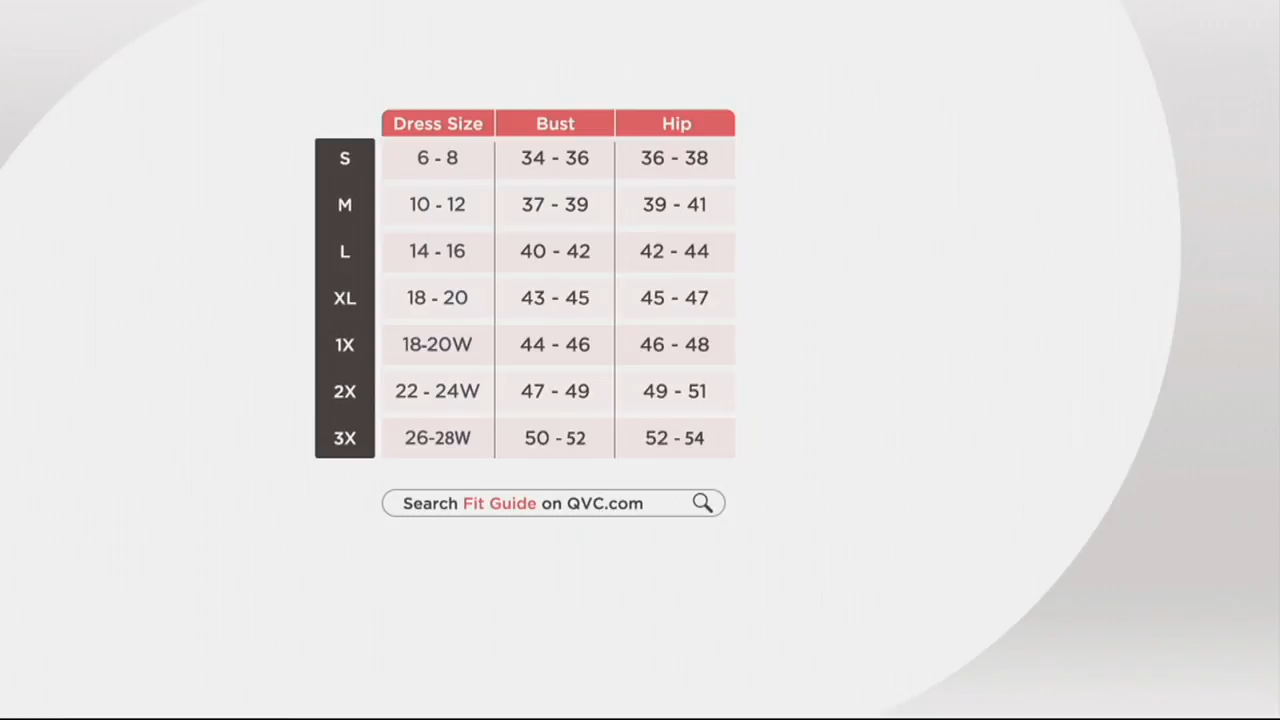 Dress Size Bust Hip
S 6 - 8 34 - 36 36 - 38
M 10 - 12 37 - 39 39 - 41
L 14 - 16 40 - 42 42 - 44
XL 18 - 20 43 - 45 45 - 47
1X 18-20W 44 - 46 46 - 48
2X 22 - 24W 47 - 49 49 - 51
3X 26-28W 50 - 52 52 - 54
Search Fit Guide on QVC.com